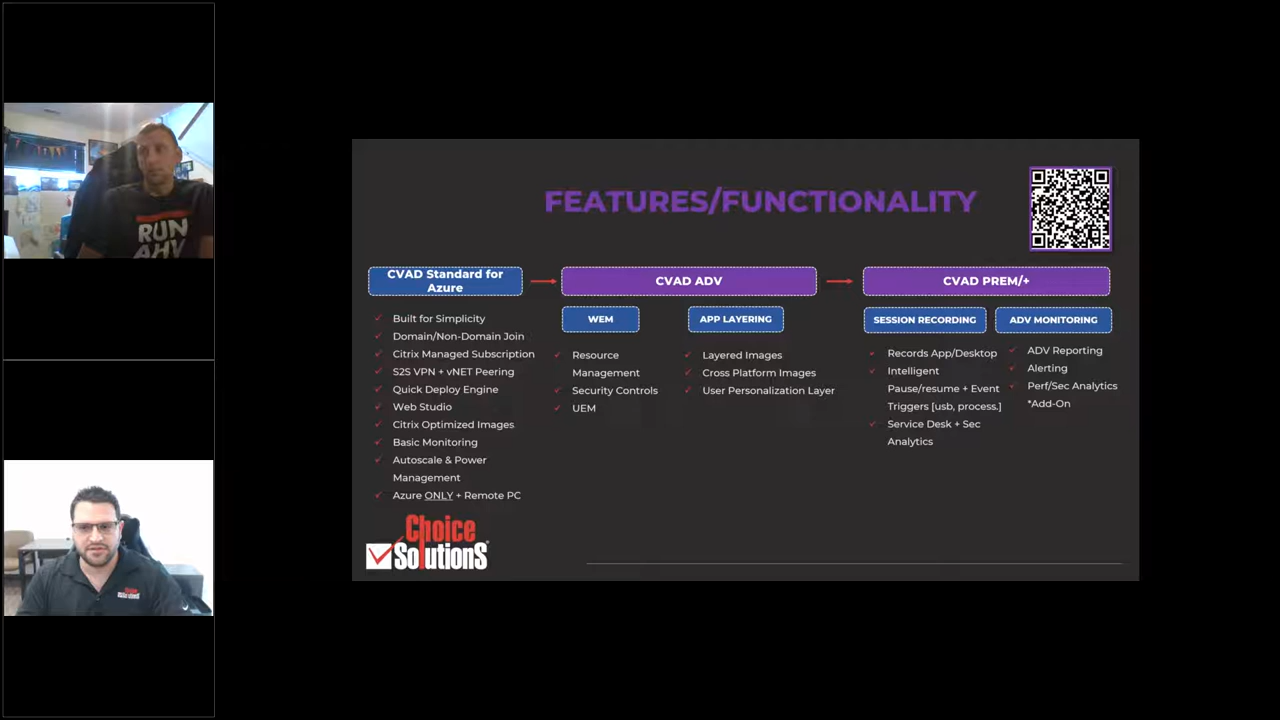 FEATURES/FUNCTIONALITY
CVAD Standard for
Azure
Built for Simplicity
Domain/Non-Domain Join
Citrix Managed Subscription
S2S VPN + vNET Peering
Quick Deploy Engine
Web Studio
Citrix Optimized Images
Basic Monitoring
Autoscale & Power
Management
Azure ONLY + Remote PC
CVAD ADV
WEM
Resource
Management
Security Controls
UEM
APP LAYERING
Layered Images
Cross Platform Images
User Personalization Layer
CVAD PREM/+
SESSION RECORDING
Records App/Desktop
Intelligent
Pause/resume + Event
Triggers [usb, process.]
Service Desk + Sec
Analytics
ADV MONITORING
ADV Reporting
Alerting
Perf/Sec Analytics
*Add-On
Choice
Solutions
RUN
AHV